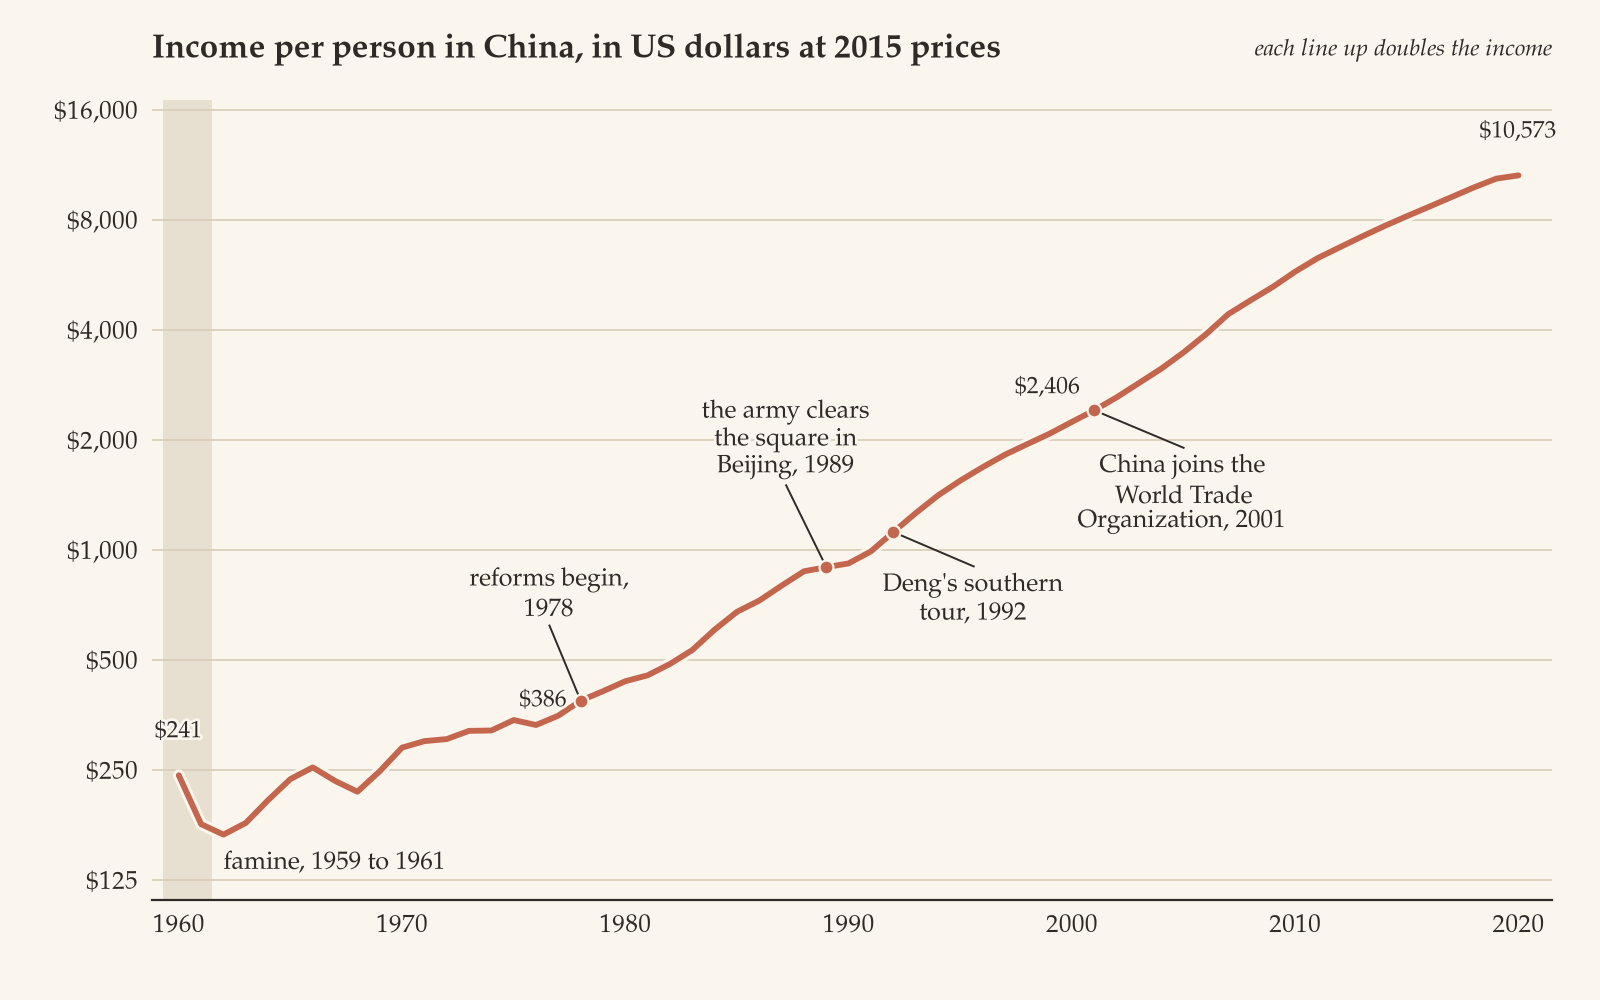 Income per person in China, in US dollars at 2015 prices
each line up doubles the income
$16,000
$10,573
$8,000
$4,000
$2,406
the army clears
the square in
Beijing, 1989
$2,000
China joins the
World Trade
Organization, 2001
$1,000
Deng's southern
tour, 1992
reforms begin,
1978
$500
$386
$241
$250
famine, 1959 to 1961
$125
1960
1970
1980
1990
2000
2010
2020